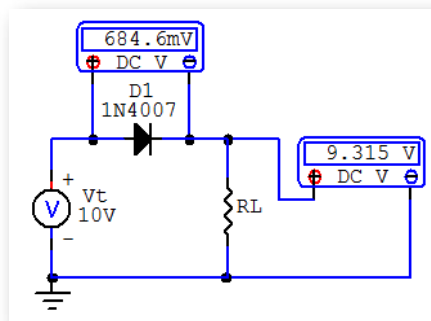 684.6mV
+ DC V -
D1
1N4007
9.315 V
+ DC V -
+
V
Vt
10V
-
RL